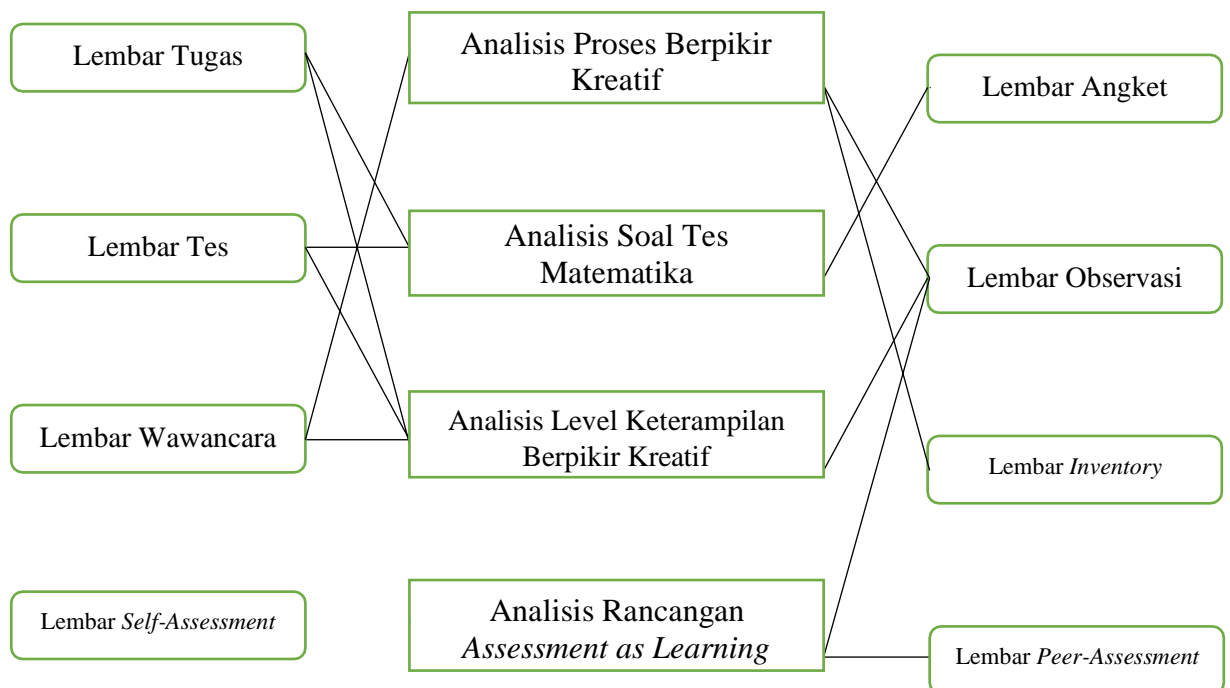 Lembar Tugas
Analisis Proses Berpikir
Kreatif
Lembar Angket
Lembar Tes
Analisis Soal Tes
Matematika
Lembar Observasi
Lembar Wawancara
Analisis Level Keterampilan
Berpikir Kreatif
Lembar Inventory
Lembar Self-Assessment
Analisis Rancangan
Assessment as Learning
Lembar Peer-Assessment